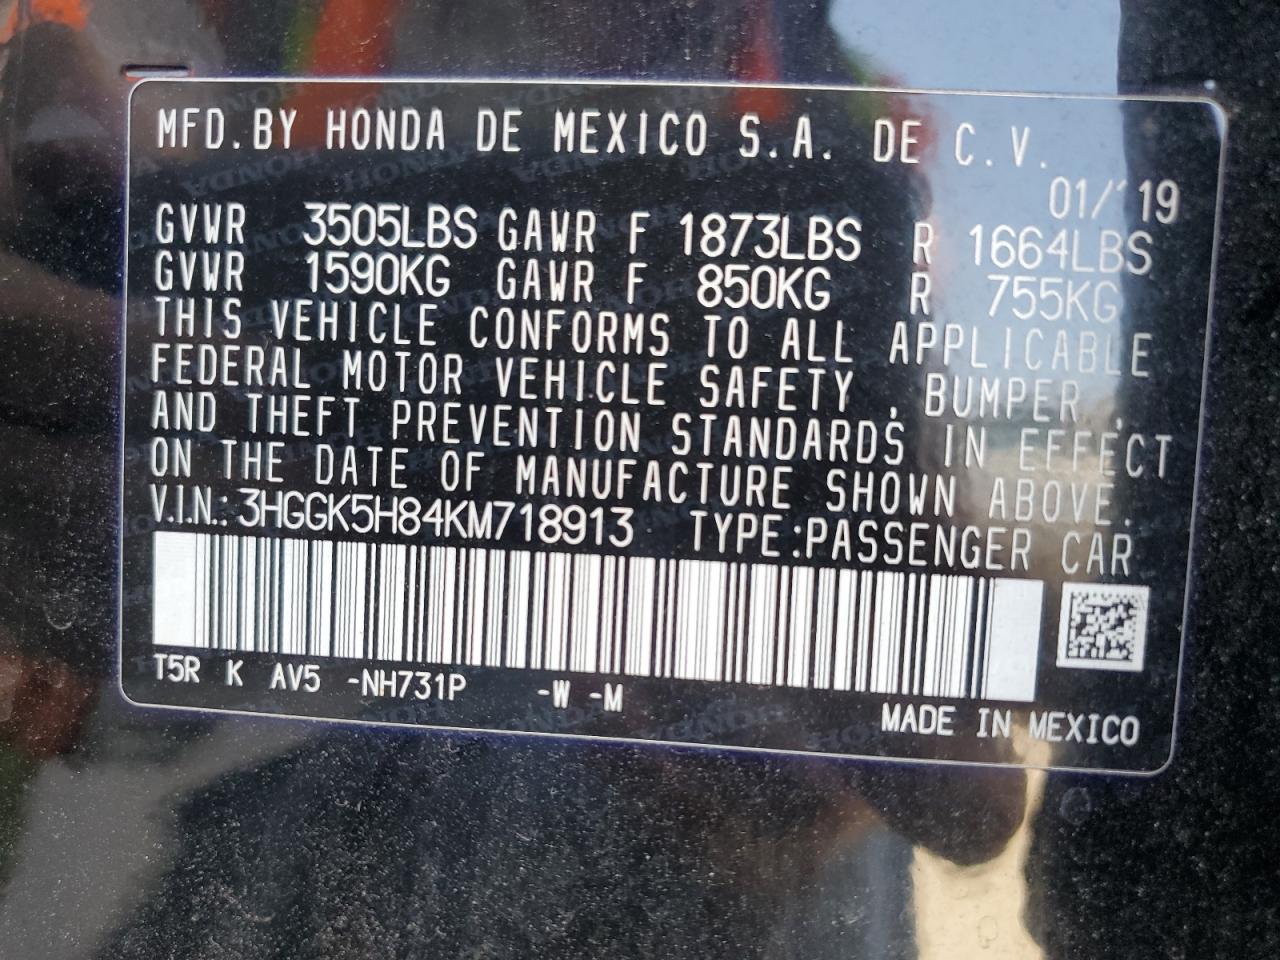 MFD.BY HONDA DE MEXICO S.A. DE C.V.
01/19
GVWR 3505LBS GAWR F 1873LBS R 1664LBS
GVWR 1590KG GAWR F 850KG R 755KG
THIS VEHICLE CONFORMS TO ALL APPLICABLE
FEDERAL MOTOR VEHICLE SAFETY , BUMPER ,
AND THEFT PREVENTION STANDARDS IN EFFECT
ON THE DATE OF MANUFACTURE SHOWN ABOVE.
V.I.N.: 3HGGK5H84KM718913 TYPE:PASSENGER CAR
T5R K AV5 -NH731P -W -M
MADE IN MEXICO